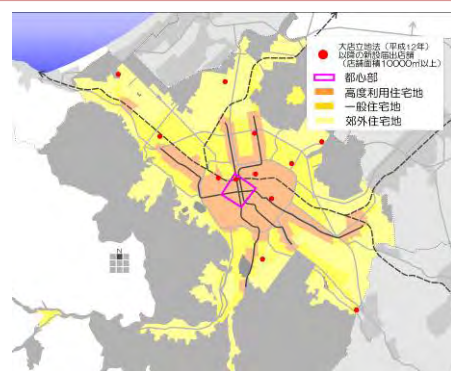 大店立地法（平成12年）
以降の新設届出店舗
（店舗面積10000㎡以上）
都心部
高度利用住宅地
一般住宅地
郊外住宅地
N